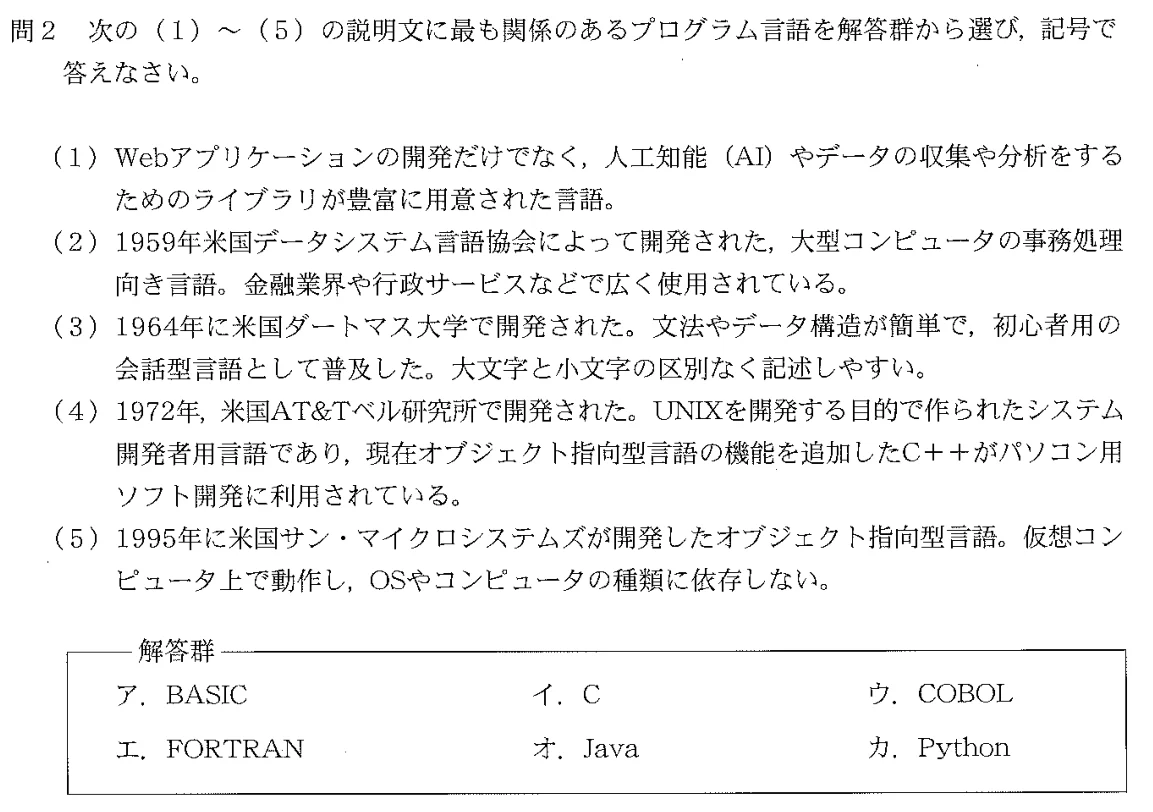 問2 次の（1）～（5）の説明文に最も関係のあるプログラム言語を解答群から選び，記号で
答えなさい。
（1）Webアプリケーションの開発だけでなく，人工知能（AI）やデータの収集や分析をする
ためのライブラリが豊富に用意された言語。
（2）1959年米国データシステム言語協会によって開発された，大型コンピュータの事務処理
向き言語。金融業界や行政サービスなどで広く使用されている。
（3）1964年に米国ダートマス大学で開発された。文法やデータ構造が簡単で，初心者用の
会話型言語として普及した。大文字と小文字の区別なく記述しやすい。
（4）1972年，米国AT&Tベル研究所で開発された。UNIXを開発する目的で作られたシステム
開発者用言語であり，現在オブジェクト指向型言語の機能を追加したC＋＋がパソコン用
ソフト開発に利用されている。
（5）1995年に米国サン・マイクロシステムズが開発したオブジェクト指向型言語。仮想コン
ピュータ上で動作し，OSやコンピュータの種類に依存しない。
解答群
ア．BASIC イ．C ウ．COBOL
エ．FORTRAN オ．Java カ．Python